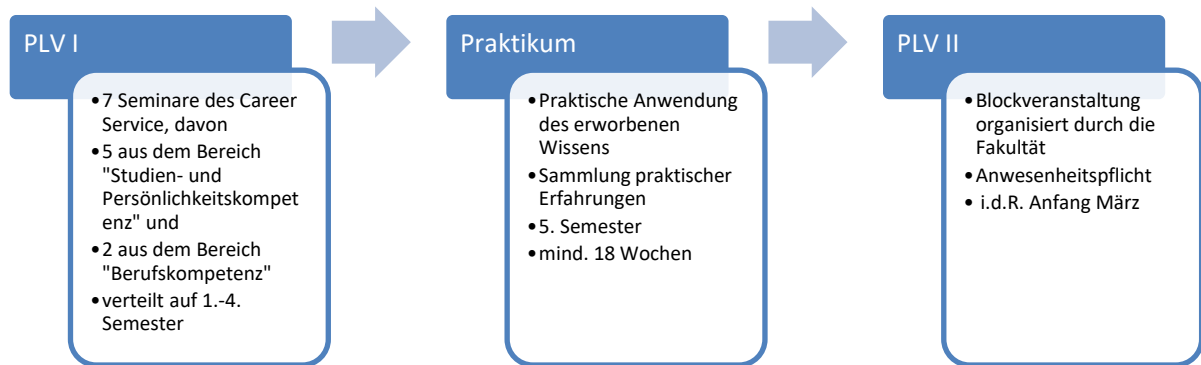 PLV I
•7 Seminare des Career
Service, davon
•5 aus dem Bereich
"Studien- und
Persönlichkeitskompet
enz" und
•2 aus dem Bereich
"Berufskompetenz"
•verteilt auf 1.-4.
Semester
Praktikum
•Praktische Anwendung
des erworbenen
Wissens
•Sammlung praktischer
Erfahrungen
•5. Semester
•mind. 18 Wochen
PLV II
•Blockveranstaltung
organisiert durch die
Fakultät
•Anwesenheitspflicht
• i.d.R. Anfang März